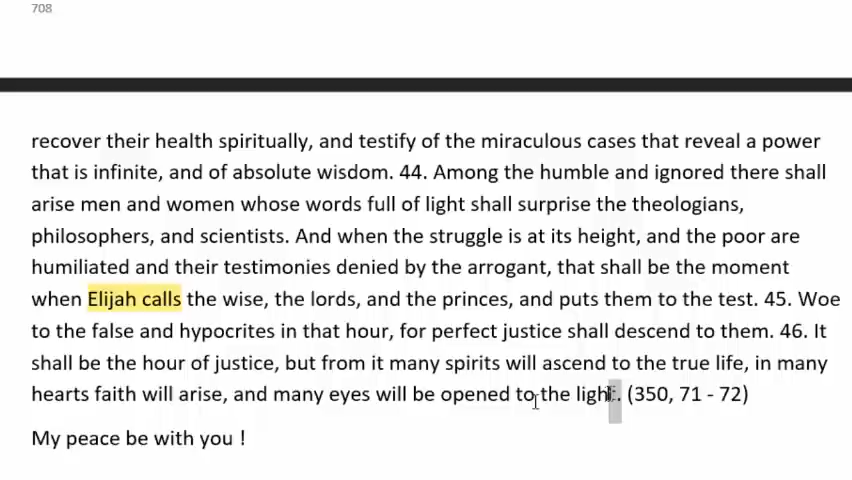 708
recover their health spiritually, and testify of the miraculous cases that reveal a power
that is infinite, and of absolute wisdom. 44. Among the humble and ignored there shall
arise men and women whose words full of light shall surprise the theologians,
philosophers, and scientists. And when the struggle is at its height, and the poor are
humiliated and their testimonies denied by the arrogant, that shall be the moment
when Elijah calls the wise, the lords, and the princes, and puts them to the test. 45. Woe
to the false and hypocrites in that hour, for perfect justice shall descend to them. 46. It
shall be the hour of justice, but from it many spirits will ascend to the true life, in many
hearts faith will arise, and many eyes will be opened to the light. (350, 71 - 72)
My peace be with you !